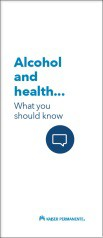 Alcohol
and
health...
What you
should know
KAISER PERMANENTE